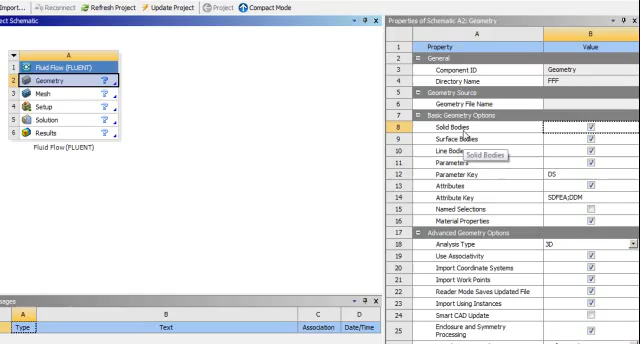 mport... Reconnect Refresh Project Update Project Project Compact Mode
ect Schematic
A
1 Fluid Flow (FLUENT)
2 Geometry ?
3 Mesh ?
4 Setup ?
5 Solution ?
6 Results ?
Fluid Flow (FLUENT)
Properties of Schematic A2: Geometry
A B
1 Property Value
2 General
3 Component ID Geometry
4 Directory Name FFF
5 Geometry Source
6 Geometry File Name
7 Basic Geometry Options
8 Solid Bodies
9 Surface Bodies
10 Line Bodie
Solid Bodies
11 Parameters
12 Parameter Key DS
13 Attributes
14 Attribute Key SDFEA;DDM
15 Named Selections
16 Material Properties
17 Advanced Geometry Options
18 Analysis Type 3D
19 Use Associativity
20 Import Coordinate Systems
21 Import Work Points
22 Reader Mode Saves Updated File
23 Import Using Instances
24 Smart CAD Update
25 Enclosure and Symmetry
Processing
sages
A B C D
Type Text Association Date/Time